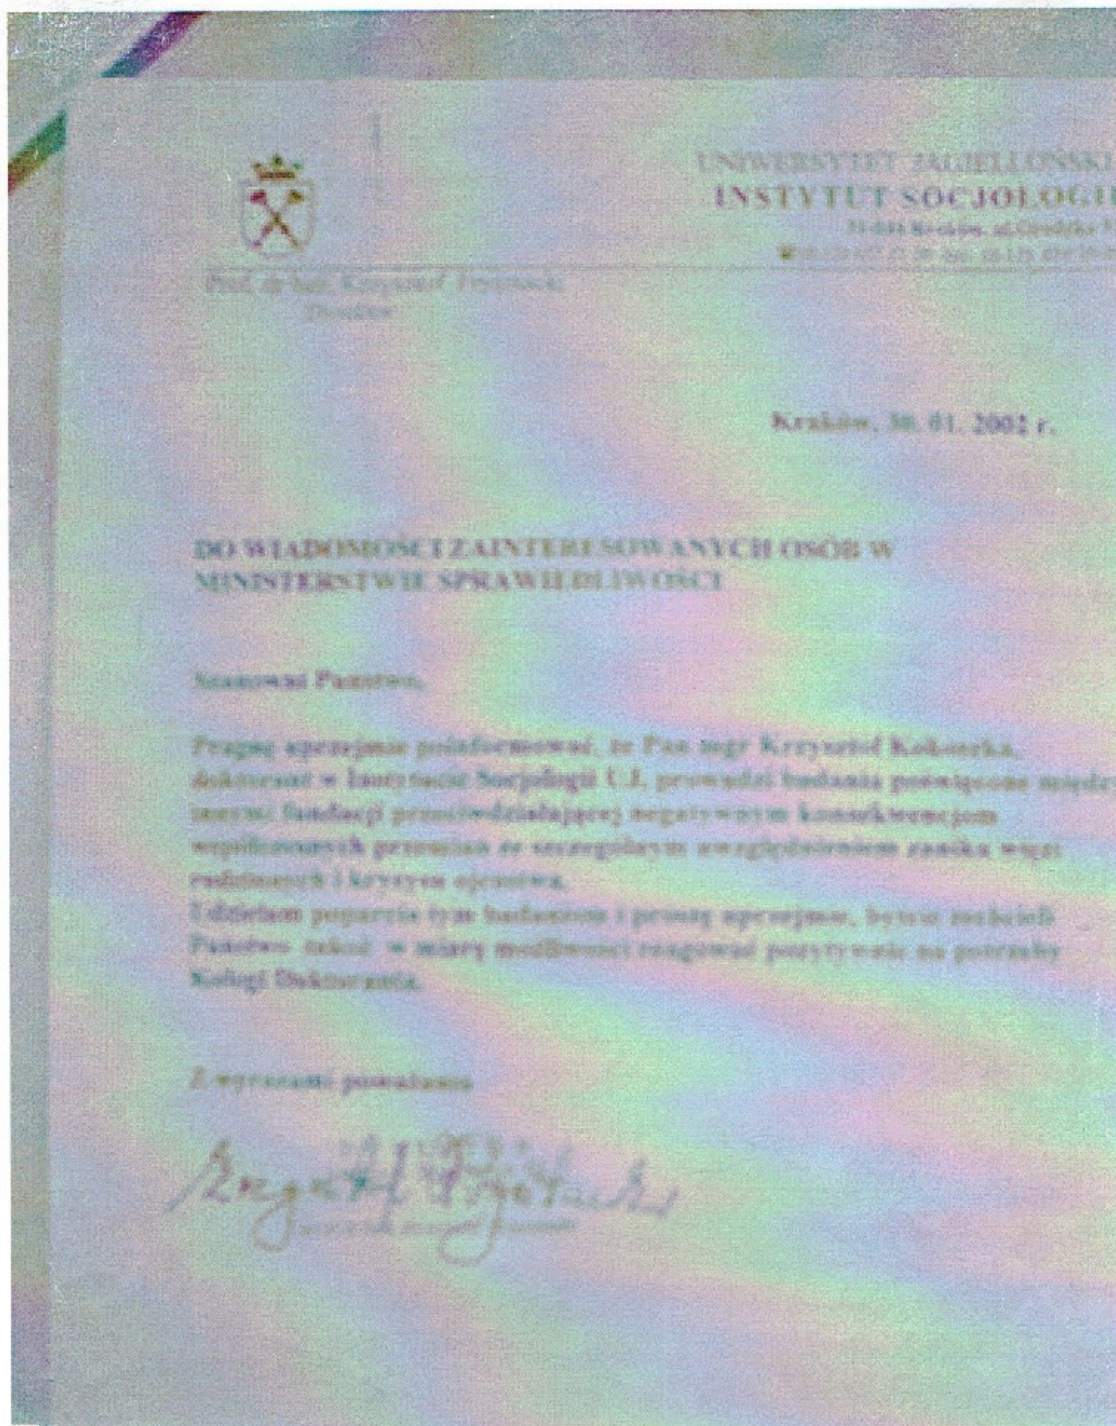 UNIWERSYTET JAGIELLOŃSKI
INSTYTUT SOCJOLOGII
Kraków,
Prof. dr hab. Krzysztof
Dyrektor
Kraków, 30. 01. 2002 r.
DO WIADOMOŚCI ZAINTERESOWANYCH OSÓB W
MINISTERSTWIE SPRAWIEDLIWOŚCI
Szanowni Państwo,
Pragnę uprzejmie poinformować, że Pan mgr Krzysztof Kokoszka,
doktorant w Instytucie Socjologii UJ, prowadzi badania poświęcone między
innymi fundacji przeciwdziałającej negatywnym konsekwencjom
współczesnych przemian ze szczególnym uwzględnieniem zaniku więzi
rodzinnych i kryzysu ojcostwa.
Udzielam poparcia tym badaniom i proszę uprzejmie, byście zechcieli
Państwo także w miarę możliwości reagować pozytywnie na potrzeby
Kolegi Doktoranta.
Z wyrazami poważania